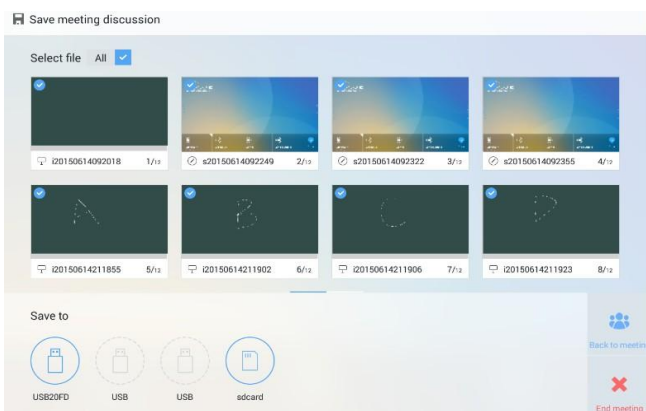 Save meeting discussion
Select file All
i20150614092018 1/12
s20150614092249 2/12
s20150614092322 3/12
s20150614092355 4/12
A
B
C
D
i20150614211855 5/12
i20150614211902 6/12
i20150614211906 7/12
i20150614211923 8/12
Save to
Back to meetin
USB20FD USB USB sdcard
End meeting